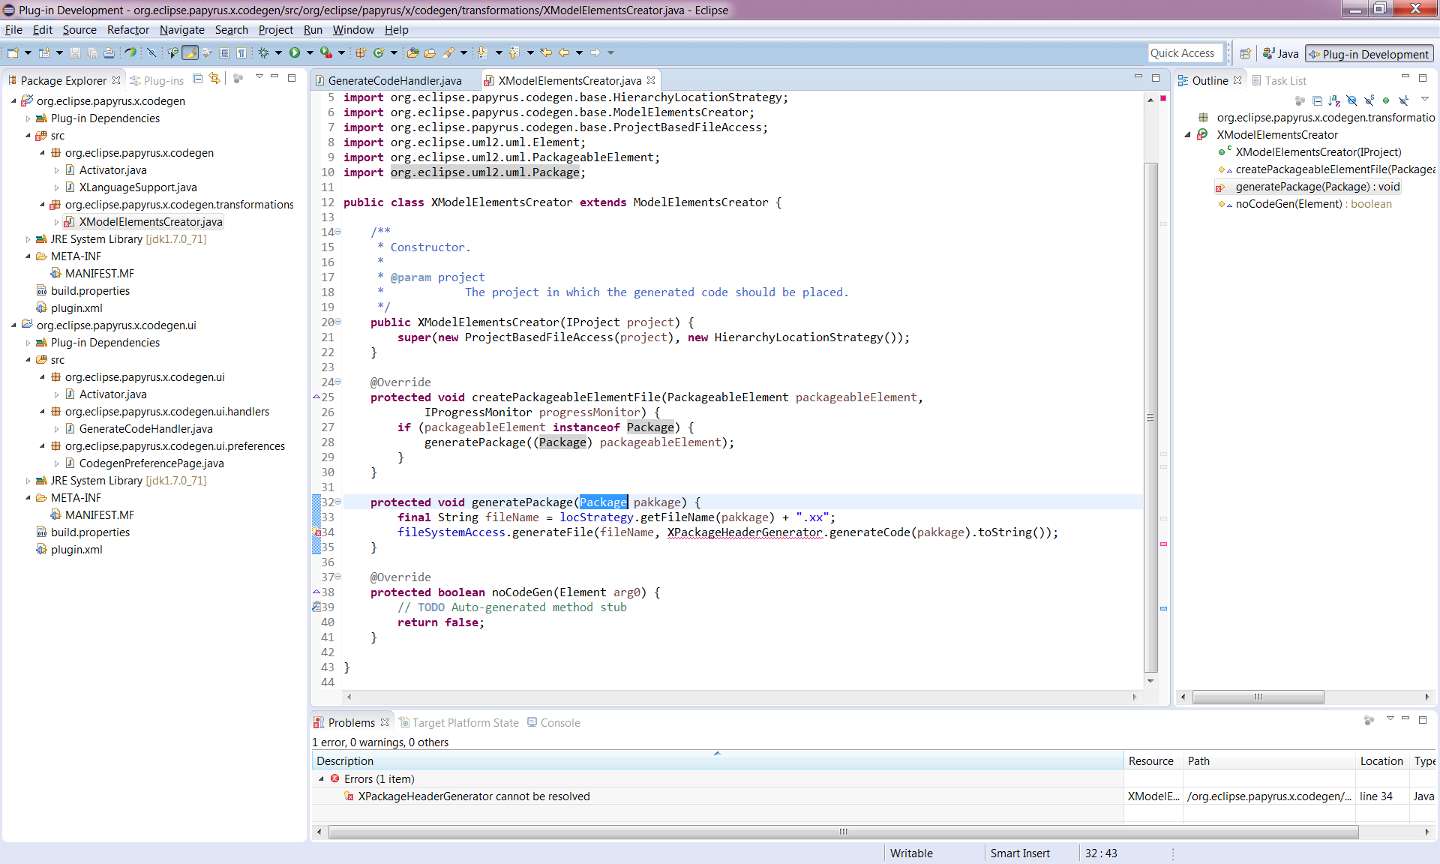 Plug-in Development - org.eclipse.papyrus.x.codegen/src/org/eclipse/papyrus/x/codegen/transformations/XModelElementsCreator.java - Eclipse
File Edit Source Refactor Navigate Search Project Run Window Help
Quick Access Java Plug-in Development
Package Explorer Plug-ins
org.eclipse.papyrus.x.codegen
Plug-in Dependencies
src
org.eclipse.papyrus.x.codegen
Activator.java
XLanguageSupport.java
org.eclipse.papyrus.x.codegen.transformations
XModelElementsCreator.java
JRE System Library [jdk1.7.0_71]
META-INF
MANIFEST.MF
build.properties
plugin.xml
org.eclipse.papyrus.x.codegen.ui
Plug-in Dependencies
src
org.eclipse.papyrus.x.codegen.ui
Activator.java
org.eclipse.papyrus.x.codegen.ui.handlers
GenerateCodeHandler.java
org.eclipse.papyrus.x.codegen.ui.preferences
CodegenPreferencePage.java
JRE System Library [jdk1.7.0_71]
META-INF
MANIFEST.MF
build.properties
plugin.xml
GenerateCodeHandler.java XModelElementsCreator.java
5 import org.eclipse.papyrus.codegen.base.HierarchyLocationStrategy;
6 import org.eclipse.papyrus.codegen.base.ModelElementsCreator;
7 import org.eclipse.papyrus.codegen.base.ProjectBasedFileAccess;
8 import org.eclipse.uml2.uml.Element;
9 import org.eclipse.uml2.uml.PackageableElement;
10 import org.eclipse.uml2.uml.Package;
11
12 public class XModelElementsCreator extends ModelElementsCreator {
13
14 /**
15 * Constructor.
16 *
17 * @param project
18 * The project in which the generated code should be placed.
19 */
20 public XModelElementsCreator(IProject project) {
21 super(new ProjectBasedFileAccess(project), new HierarchyLocationStrategy());
22 }
23
24 @Override
25 protected void createPackageableElementFile(PackageableElement packageableElement,
26 IProgressMonitor progressMonitor) {
27 if (packageableElement instanceof Package) {
28 generatePackage((Package) packageableElement);
29 }
30 }
31
32 protected void generatePackage(Package pakkage) {
33 final String fileName = locStrategy.getFileName(pakkage) + ".xx";
34 fileSystemAccess.generateFile(fileName, XPackageHeaderGenerator.generateCode(pakkage).toString());
35 }
36
37 @Override
38 protected boolean noCodeGen(Element arg0) {
39 // TODO Auto-generated method stub
40 return false;
41 }
42
43 }
44
Outline Task List
org.eclipse.papyrus.x.codegen.transformatio
XModelElementsCreator
XModelElementsCreator(IProject)
createPackageableElementFile(Packagea
generatePackage(Package) : void
noCodeGen(Element) : boolean
Problems Target Platform State Console
1 error, 0 warnings, 0 others
Description Resource Path Location Type
Errors (1 item)
XPackageHeaderGenerator cannot be resolved XModelE... /org.eclipse.papyrus.x.codegen/... line 34 Java
Writable Smart Insert 32 : 43